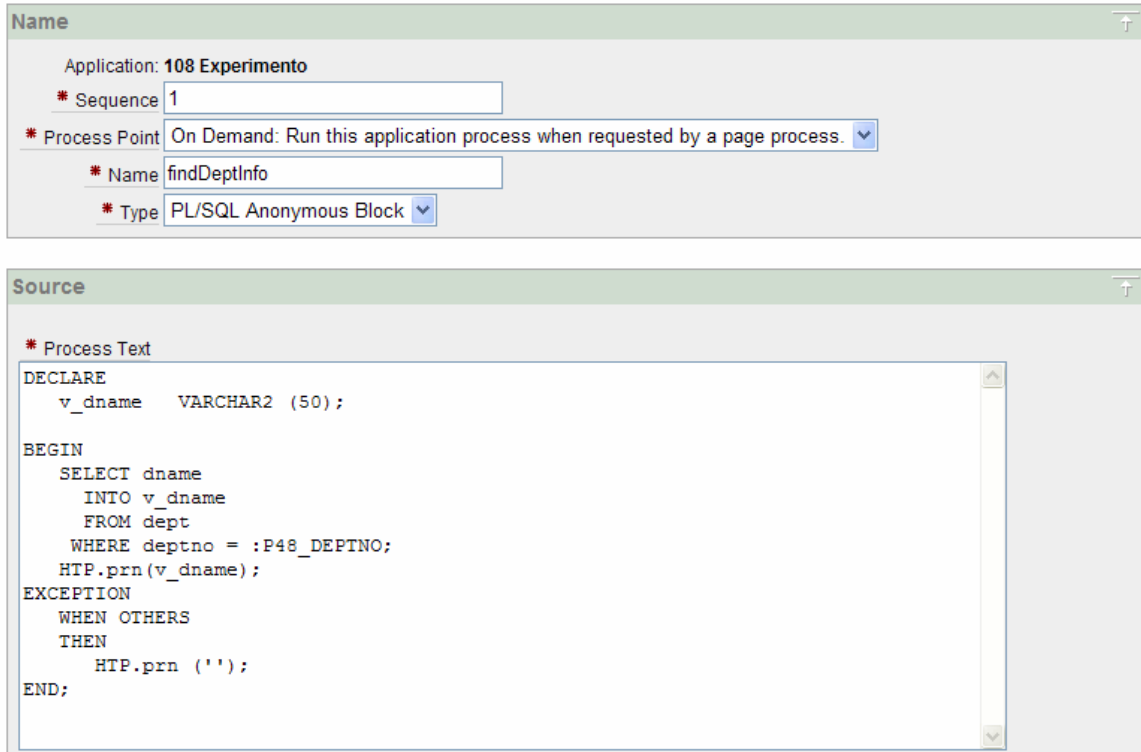 Name
Application: 108 Experimento
* Sequence 1
* Process Point On Demand: Run this application process when requested by a page process.
* Name findDeptInfo
* Type PL/SQL Anonymous Block
Source
* Process Text
DECLARE
   v_dname   VARCHAR2 (50);
BEGIN
   SELECT dname
     INTO v_dname
     FROM dept
    WHERE deptno = :P48_DEPTNO;
   HTP.prn(v_dname);
EXCEPTION
   WHEN OTHERS
   THEN
      HTP.prn ('');
END;